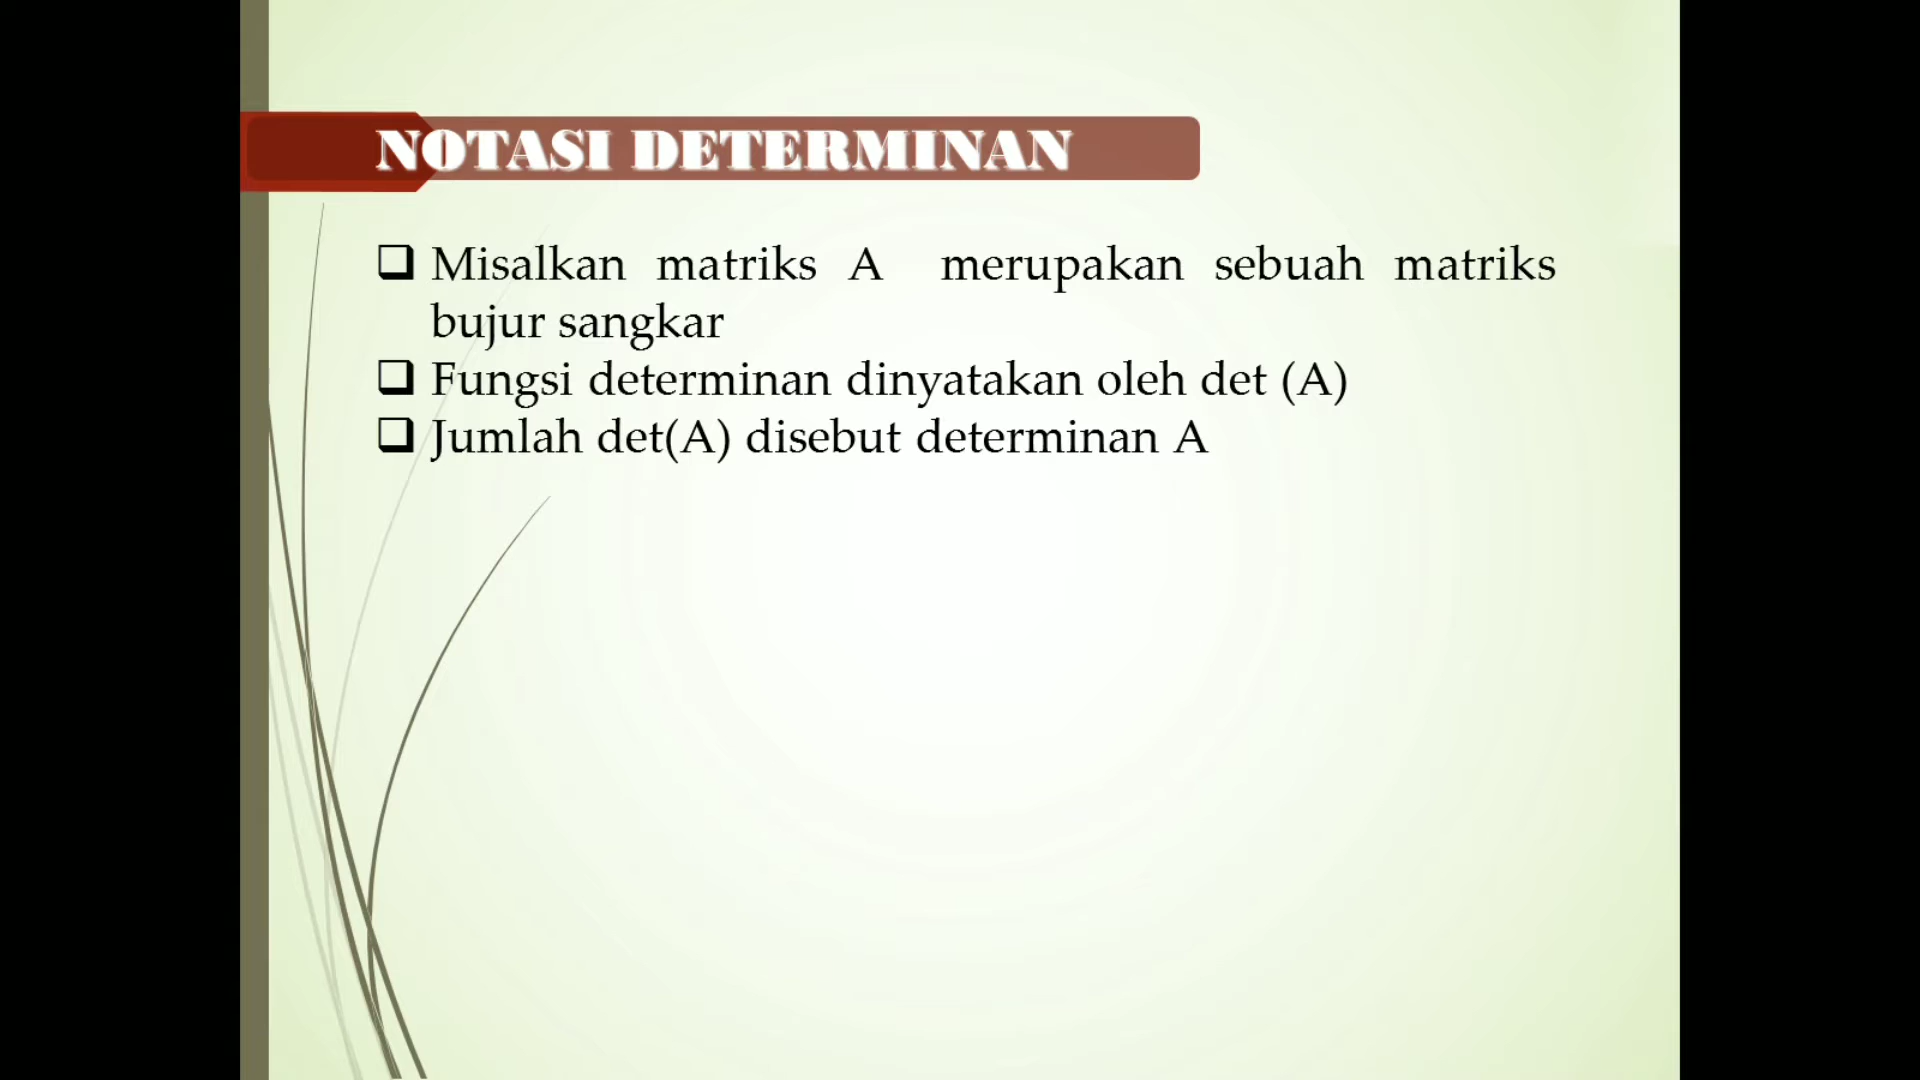 NOTASI DETERMINAN
❑ Misalkan matriks A merupakan sebuah matriks
bujur sangkar
❑ Fungsi determinan dinyatakan oleh det (A)
❑ Jumlah det(A) disebut determinan A